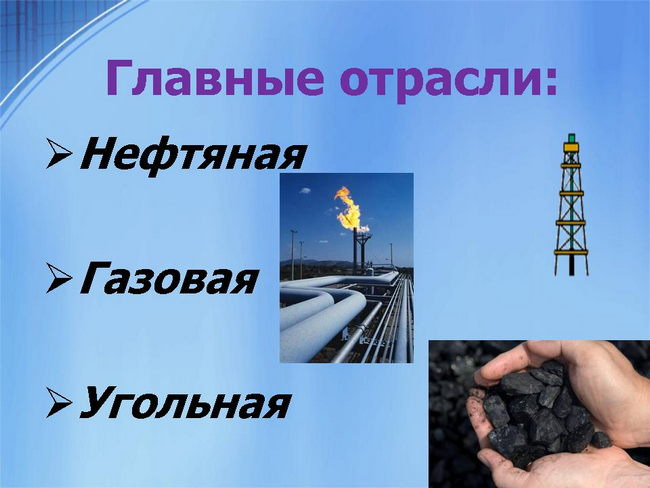 Главные отрасли:
Нефтяная
Газовая
Угольная